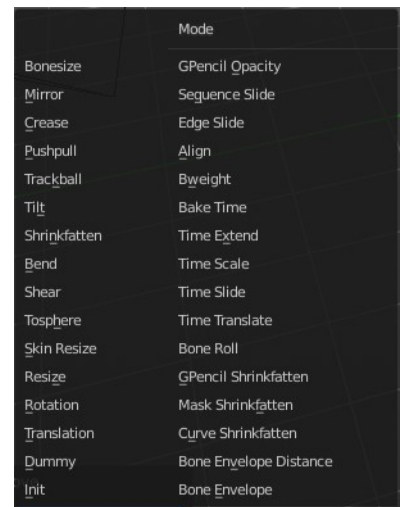 Mode
Bonesize
Mirror
Crease
Pushpull
Trackball
Tilt
Shrinkfatten
Bend
Shear
Tosphere
Skin Resize
Resize
Rotation
Translation
Dummy
Init
GPencil Opacity
Sequence Slide
Edge Slide
Align
Bweight
Bake Time
Time Extend
Time Scale
Time Slide
Time Translate
Bone Roll
GPencil Shrinkfatten
Mask Shrinkfatten
Curve Shrinkfatten
Bone Envelope Distance
Bone Envelope